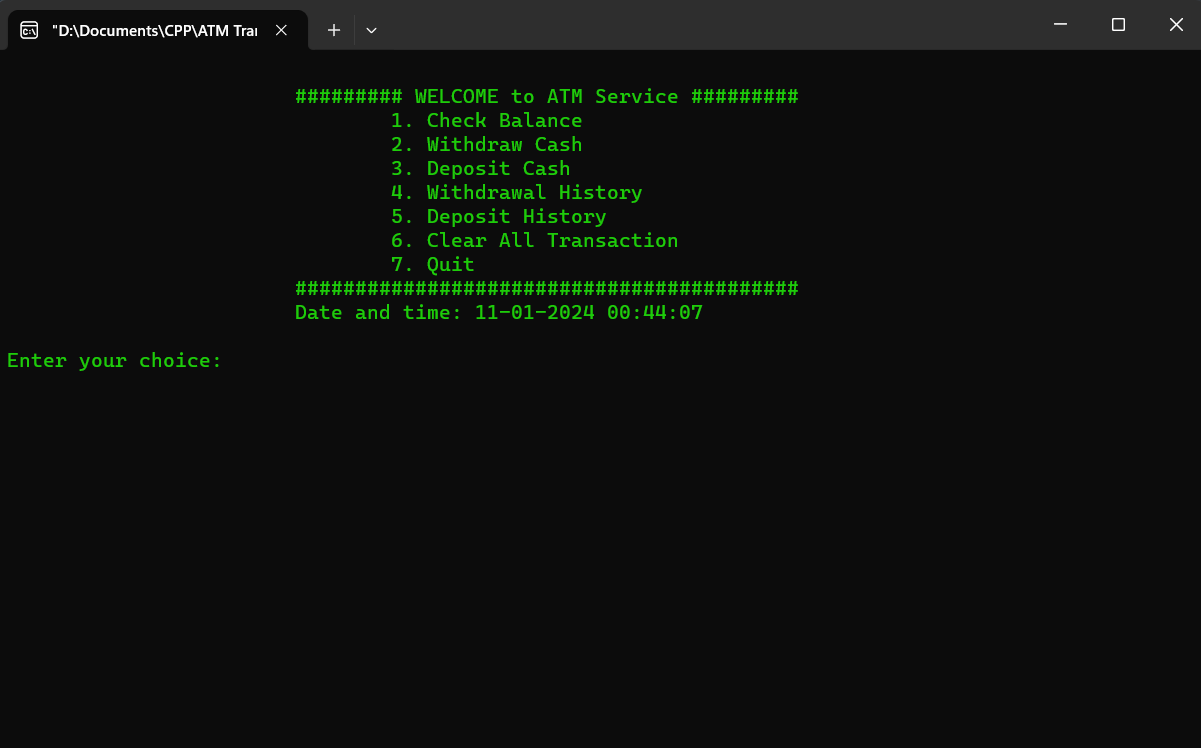 "D:\Documents\CPP\ATM Tra
######### WELCOME to ATM Service #########
1. Check Balance
2. Withdraw Cash
3. Deposit Cash
4. Withdrawal History
5. Deposit History
6. Clear All Transaction
7. Quit
##########################################
Date and time: 11-01-2024 00:44:07
Enter your choice: